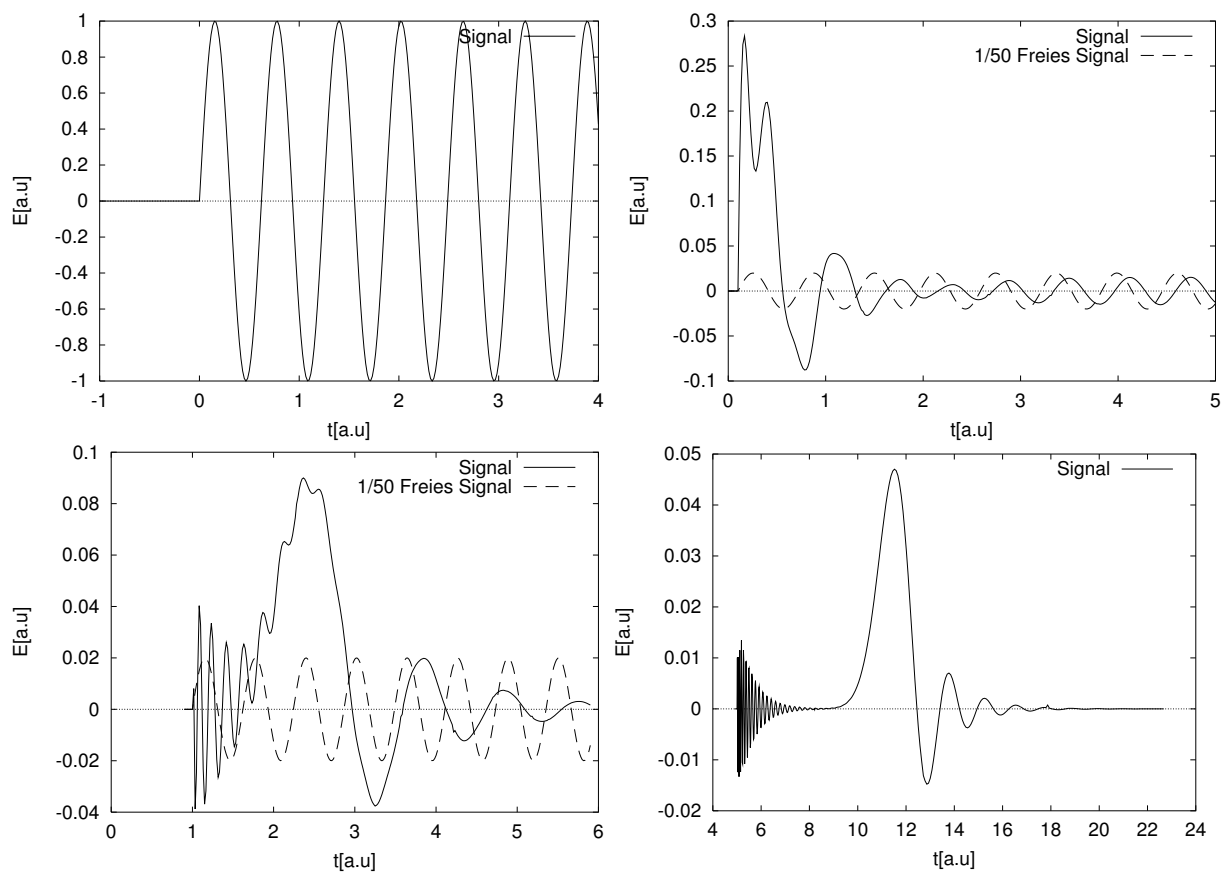 1
0.8
0.6
0.4
0.2
0
-0.2
-0.4
-0.6
-0.8
-1
-1 0 1 2 3 4
E[a.u]
t[a.u]
Signal
0.3
0.25
0.2
0.15
0.1
0.05
0
-0.05
-0.1
0 1 2 3 4 5
E[a.u]
t[a.u]
Signal
1/50 Freies Signal
0.1
0.08
0.06
0.04
0.02
0
-0.02
-0.04
0 1 2 3 4 5 6
E[a.u]
t[a.u]
Signal
1/50 Freies Signal
0.05
0.04
0.03
0.02
0.01
0
-0.01
-0.02
4 6 8 10 12 14 16 18 20 22 24
E[a.u]
t[a.u]
Signal